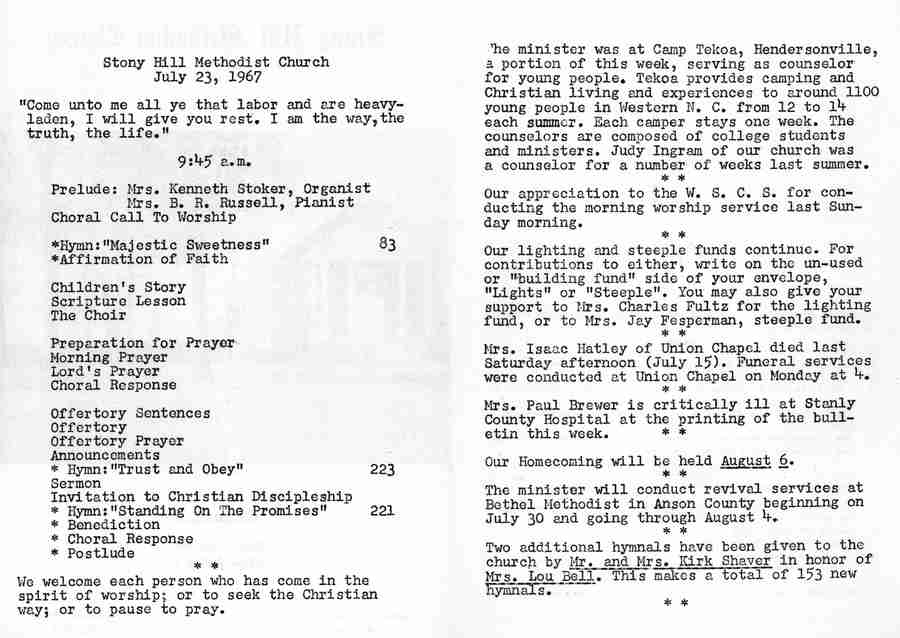 Stony Hill Methodist Church
July 23, 1967
"Come unto me all ye that labor and are heavy-
laden, I will give you rest. I am the way,the
truth, the life."
9:45 a.m.
Prelude: Mrs. Kenneth Stoker, Organist
Mrs. B. R. Russell, Pianist
Choral Call To Worship
*Hymn:"Majestic Sweetness" 83
*Affirmation of Faith
Children's Story
Scripture Lesson
The Choir
Preparation for Prayer
Morning Prayer
Lord's Prayer
Choral Response
Offertory Sentences
Offertory
Offertory Prayer
Announcements
* Hymn:"Trust and Obey" 223
Sermon
Invitation to Christian Discipleship
* Hymn:"Standing On The Promises" 221
* Benediction
* Choral Response
* Postlude
* *
We welcome each person who has come in the
spirit of worship; or to seek the Christian
way; or to pause to pray.
The minister was at Camp Tekoa, Hendersonville,
a portion of this week, serving as counselor
for young people. Tekoa provides camping and
Christian living and experiences to around 1100
young people in Western N. C. from 12 to 14
each summer. Each camper stays one week. The
counselors are composed of college students
and ministers. Judy Ingram of our church was
a counselor for a number of weeks last summer.
* *
Our appreciation to the W. S. C. S. for con-
ducting the morning worship service last Sun-
day morning.
* *
Our lighting and steeple funds continue. For
contributions to either, write on the un-used
or "building fund" side of your envelope,
"Lights" or "Steeple". You may also give your
support to Mrs. Charles Fultz for the lighting
fund, or to Mrs. Jay Fesperman, steeple fund.
* *
Mrs. Isaac Hatley of Union Chapel died last
Saturday afternoon (July 15). Funeral services
were conducted at Union Chapel on Monday at 4.
* *
Mrs. Paul Brewer is critically ill at Stanly
County Hospital at the printing of the bull-
etin this week. * *
Our Homecoming will be held August 6.
* *
The minister will conduct revival services at
Bethel Methodist in Anson County beginning on
July 30 and going through August 4.
* *
Two additional hymnals have been given to the
church by Mr. and Mrs. Kirk Shaver in honor of
Mrs. Lou Bell. This makes a total of 153 new
hymnals.
* *